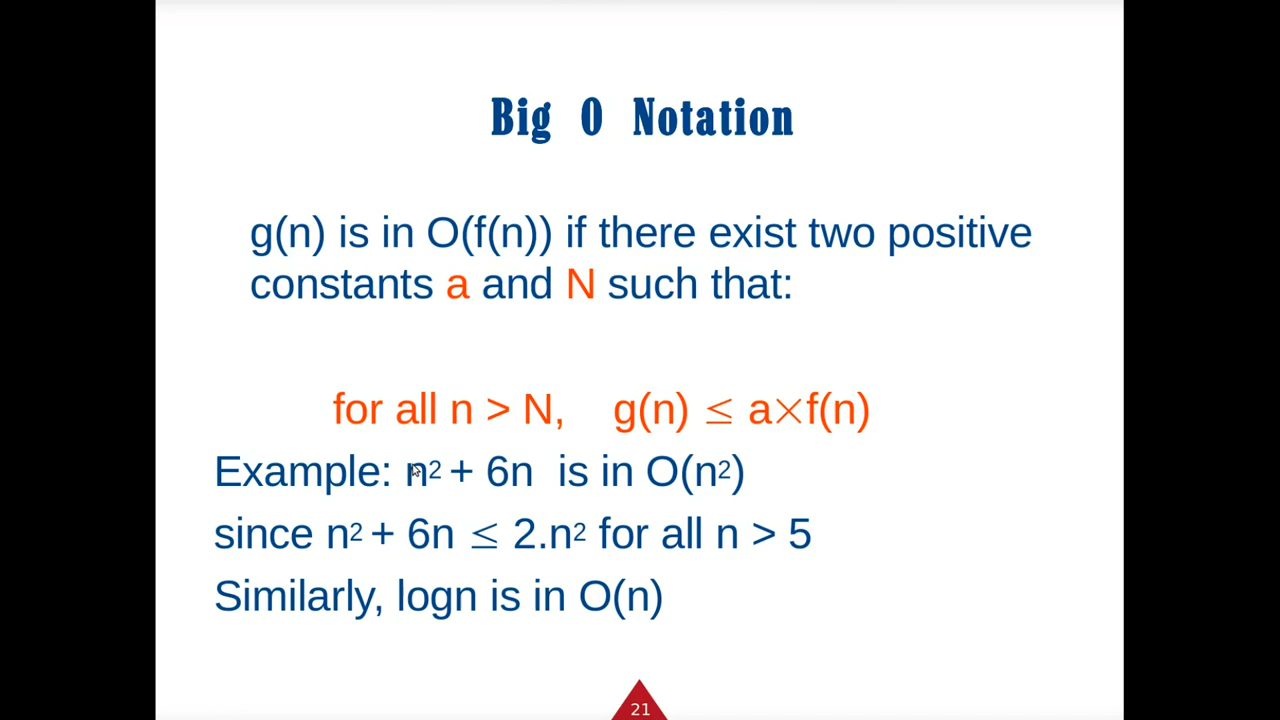 Big O Notation
g(n) is in O(f(n)) if there exist two positive
constants a and N such that:
for all n > N, g(n) ≤ a×f(n)
Example: n² + 6n is in O(n²)
since n² + 6n ≤ 2.n² for all n > 5
Similarly, logn is in O(n)
21